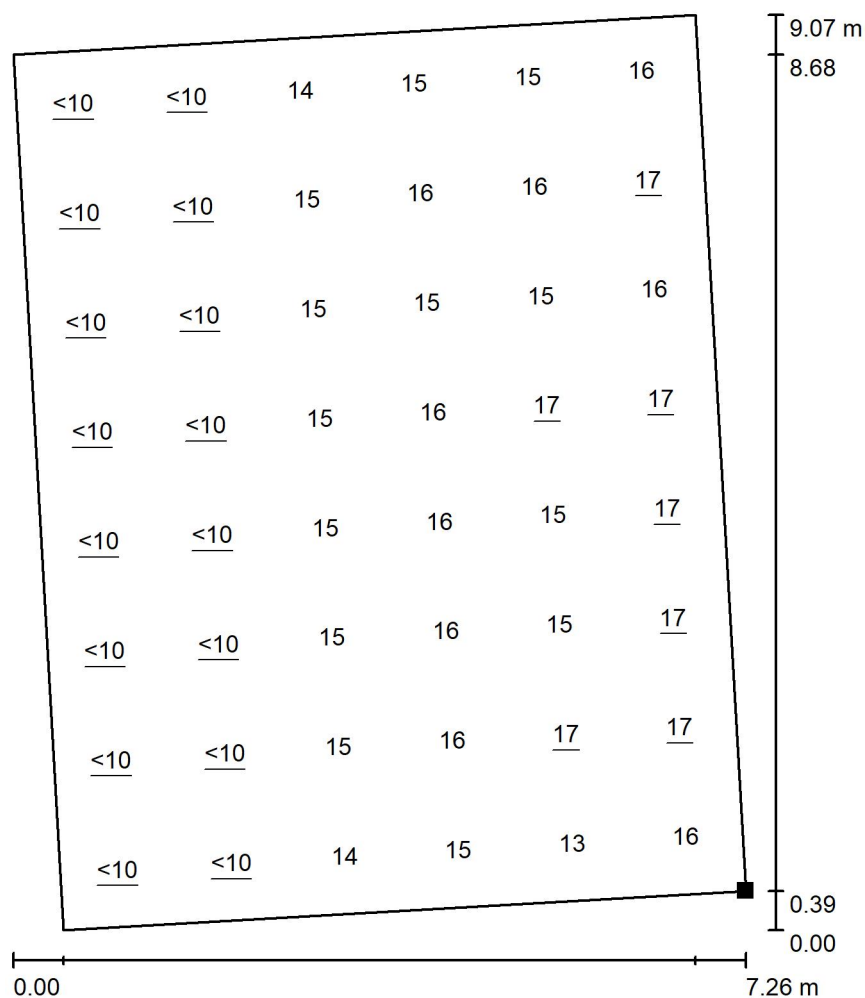 9.07 m
8.68
<10 <10 14 15 15 16
<10 <10 15 16 16 17
<10 <10 15 15 15 16
<10 <10 15 16 17 17
<10 <10 15 16 15 17
<10 <10 15 16 15 17
<10 <10 15 16 17 17
<10 <10 14 15 13 16
0.39
0.00
0.00 7.26 m